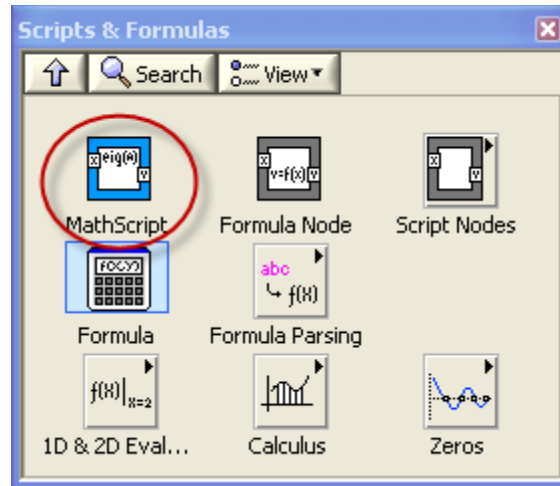 Scripts & Formulas
Search View
eig(A)
x y
x v=f(x) v
x v
MathScript Formula Node Script Nodes
f(x,y)
abc
f(X)
Formula Formula Parsing
f(X)|x=2
1D & 2D Eval... Calculus Zeros